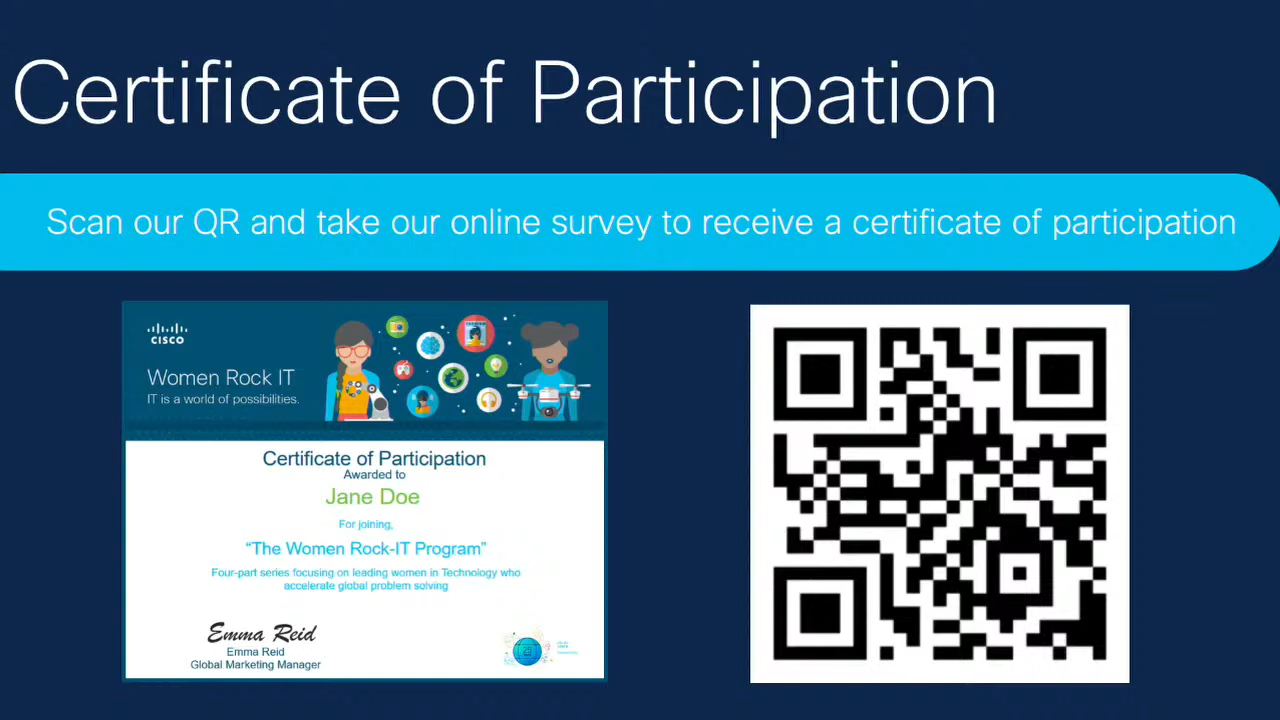 Certificate of Participation
Scan our QR and take our online survey to receive a certificate of participation
CISCO
Women Rock IT
IT is a world of possibilities.
Certificate of Participation
Awarded to
Jane Doe
For joining,
“The Women Rock-IT Program”
Four-part series focusing on leading women in Technology who
accelerate global problem solving
Emma Reid
Emma Reid
Global Marketing Manager